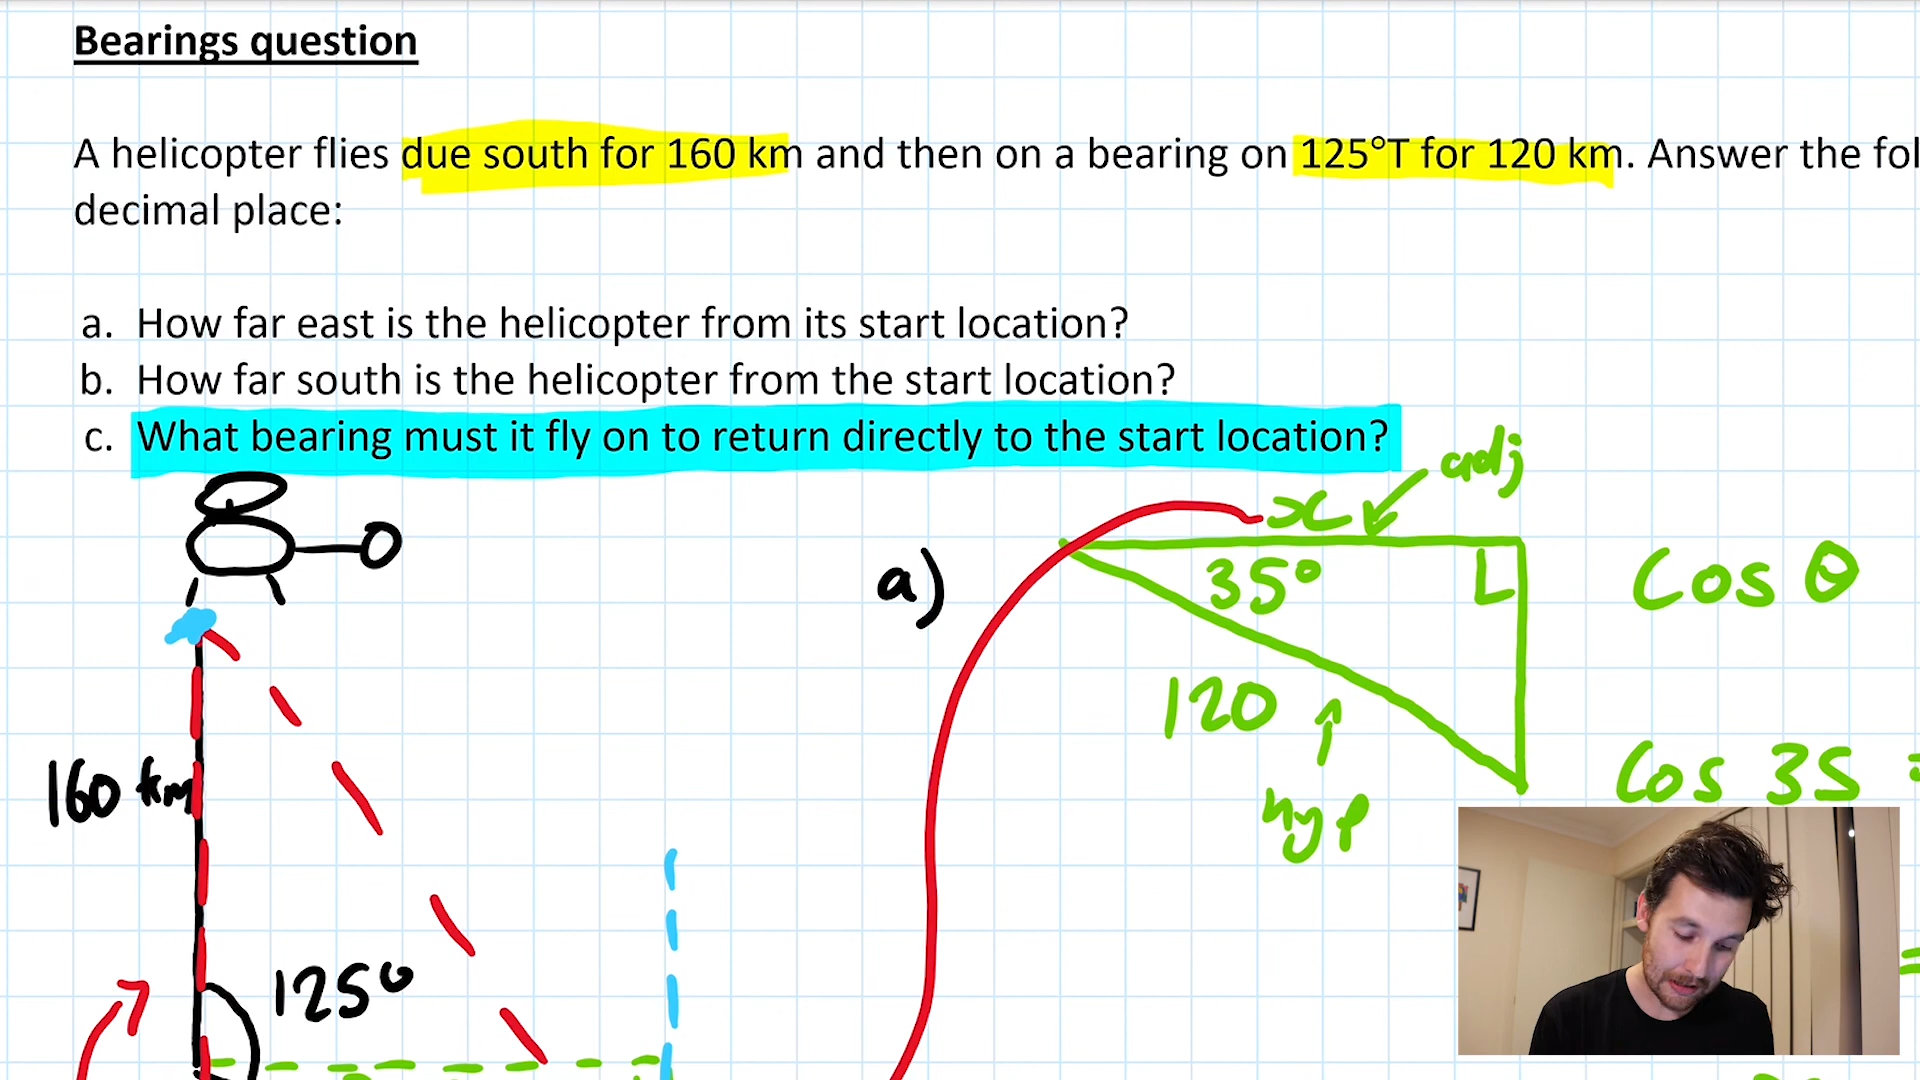 Bearings question
A helicopter flies due south for 160 km and then on a bearing on 125°T for 120 km. Answer the fol
decimal place:
a. How far east is the helicopter from its start location?
b. How far south is the helicopter from the start location?
c. What bearing must it fly on to return directly to the start location?
adj
x
a)
35°
cos θ
120
hyp
cos 35 =
160 km
125°